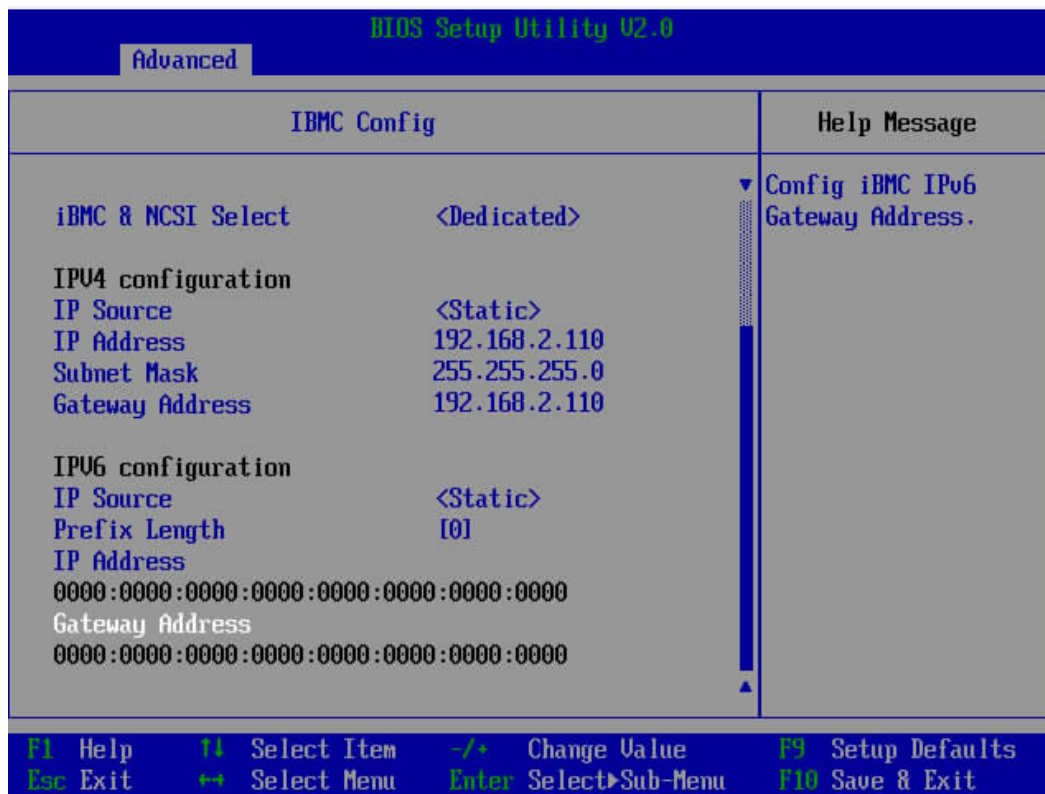 BIOS Setup Utility V2.0
Advanced
IBMC Config
iBMC & NCSI Select <Dedicated>
IPV4 configuration
IP Source <Static>
IP Address 192.168.2.110
Subnet Mask 255.255.255.0
Gateway Address 192.168.2.110
IPV6 configuration
IP Source <Static>
Prefix Length [0]
IP Address
0000:0000:0000:0000:0000:0000:0000:0000
Gateway Address
0000:0000:0000:0000:0000:0000:0000:0000
Help Message
Config iBMC IPv6
Gateway Address.
F1 Help ↑↓ Select Item -/+ Change Value F9 Setup Defaults
Esc Exit ↔ Select Menu Enter Select▶Sub-Menu F10 Save & Exit